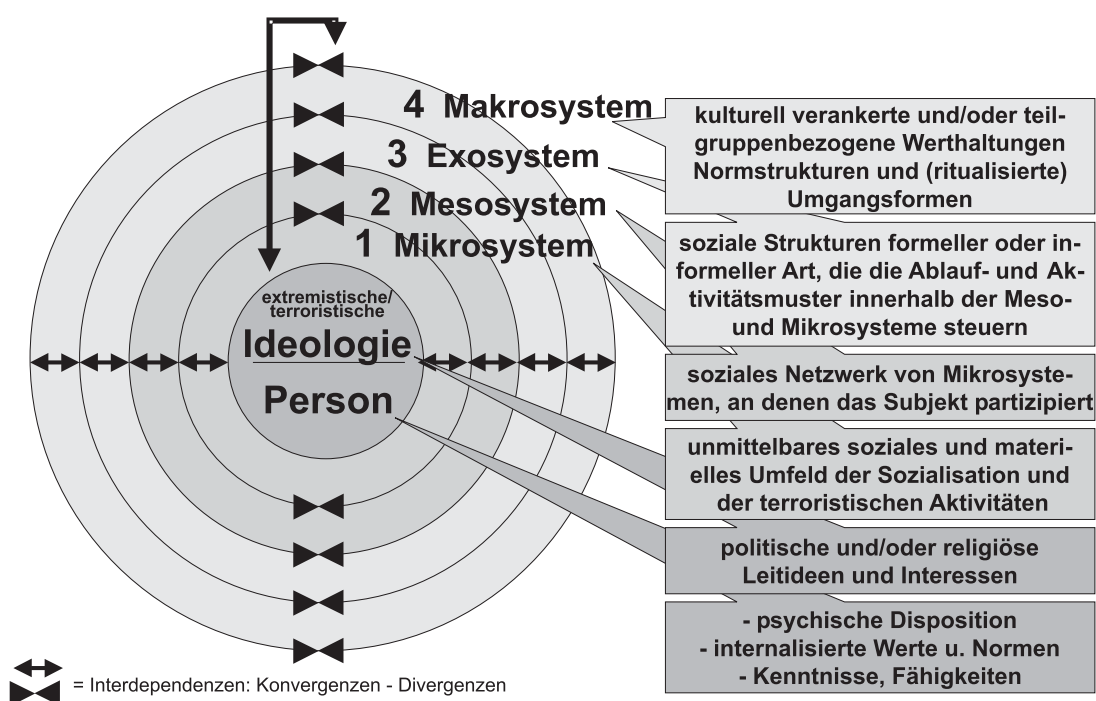 4 Makrosystem
3 Exosystem
2 Mesosystem
1 Mikrosystem
extremistische/
terroristische
Ideologie
Person
kulturell verankerte und/oder teil-
gruppenbezogene Werthaltungen
Normstrukturen und (ritualisierte)
Umgangsformen
soziale Strukturen formeller oder in-
formeller Art, die die Ablauf- und Ak-
tivitätsmuster innerhalb der Meso-
und Mikrosysteme steuern
soziales Netzwerk von Mikrosyste-
men, an denen das Subjekt partizipiert
unmittelbares soziales und materi-
elles Umfeld der Sozialisation und
der terroristischen Aktivitäten
politische und/oder religiöse
Leitideen und Interessen
- psychische Disposition
- internalisierte Werte u. Normen
- Kenntnisse, Fähigkeiten
= Interdependenzen: Konvergenzen - Divergenzen